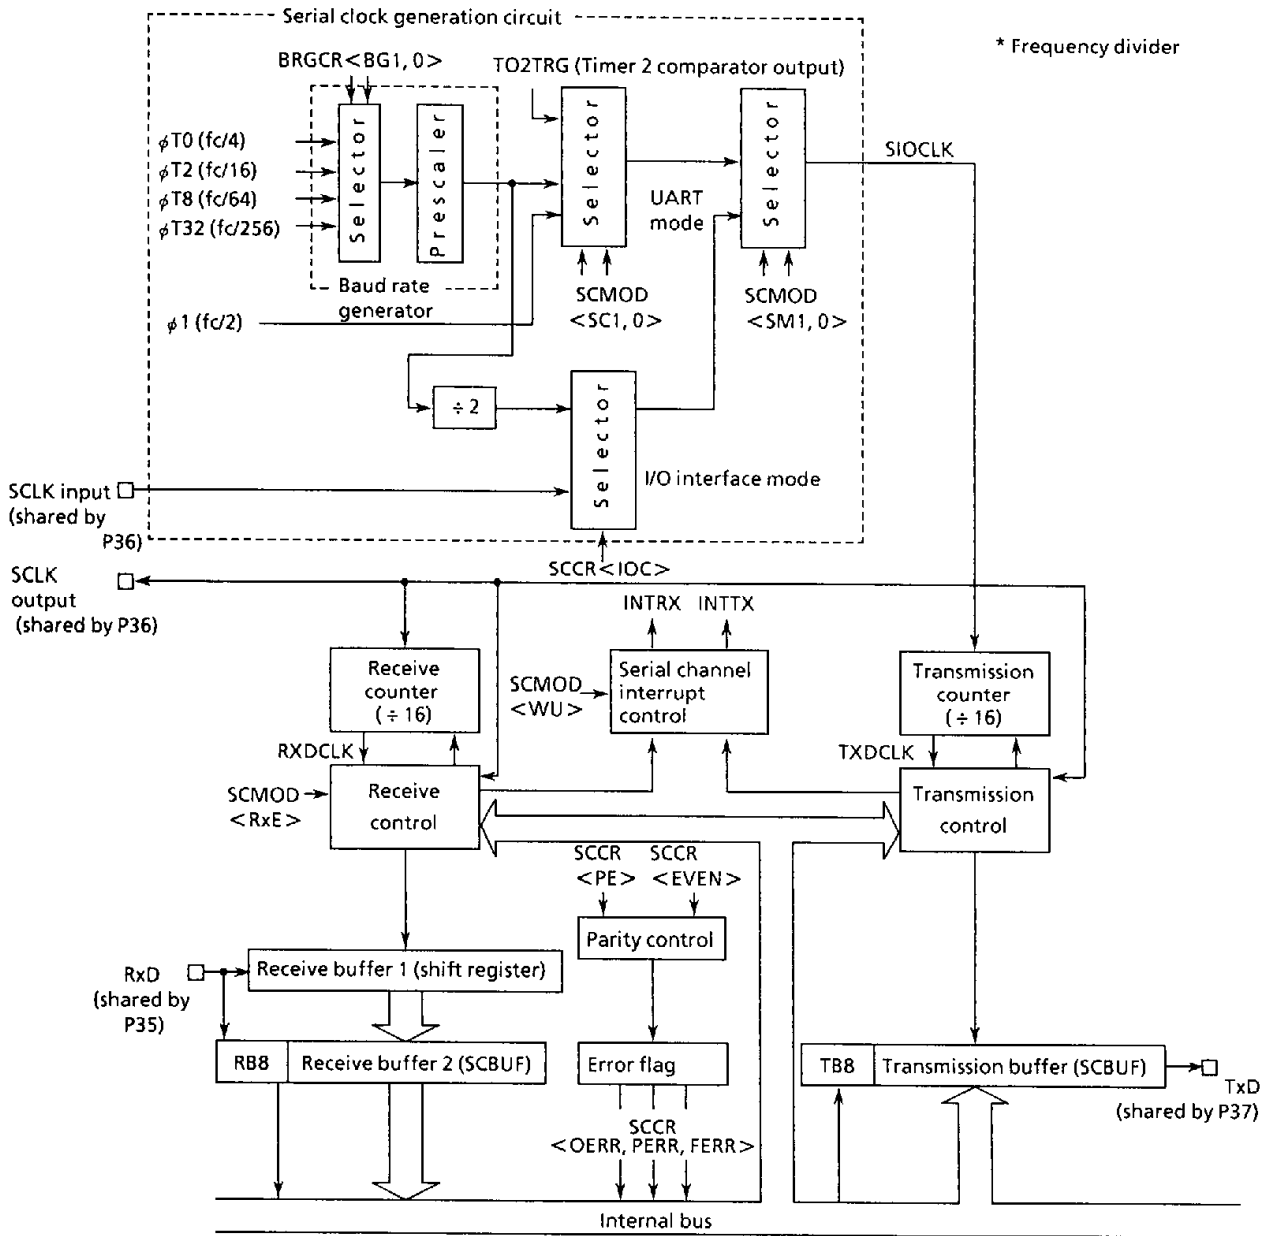 Serial clock generation circuit
* Frequency divider
BRGCR<BG1, 0>
TO2TRG (Timer 2 comparator output)
Selector
Prescaler
Selector
Selector
φT0 (fc/4)
φT2 (fc/16)
φT8 (fc/64)
φT32 (fc/256)
SIOCLK
UART
mode
Baud rate
generator
SCMOD
<SC1, 0>
SCMOD
<SM1, 0>
φ1 (fc/2)
÷ 2
Selector
I/O interface mode
SCLK input
(shared by
P36)
SCCR<IOC>
SCLK
output
(shared by P36)
INTRX
INTTX
Receive
counter
(÷ 16)
SCMOD
<WU>
Serial channel
interrupt
control
Transmission
counter
(÷ 16)
RXDCLK
TXDCLK
SCMOD
<RxE>
Receive
control
Transmission
control
SCCR
<PE>
SCCR
<EVEN>
Parity control
RxD
(shared by
P35)
Receive buffer 1 (shift register)
RB8
Receive buffer 2 (SCBUF)
Error flag
TB8
Transmission buffer (SCBUF)
TxD
(shared by P37)
SCCR
<OERR, PERR, FERR>
Internal bus